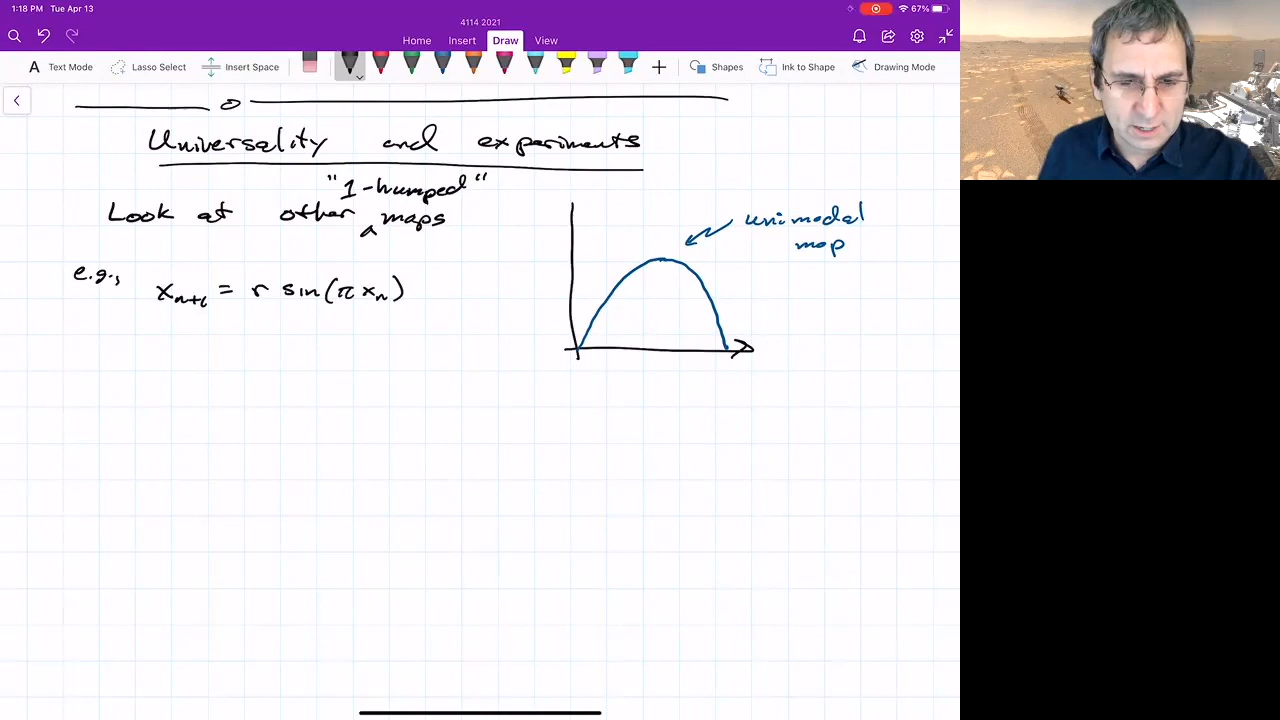 1:18 PM Tue Apr 13
67%
4114 2021
Home Insert Draw View
Text Mode Lasso Select Insert Space Shapes Ink to Shape Drawing Mode
Universality and experiments
"1-humped"
Look at other maps
unimodal
map
e.g., x_{n+1} = r sin(π x_n)